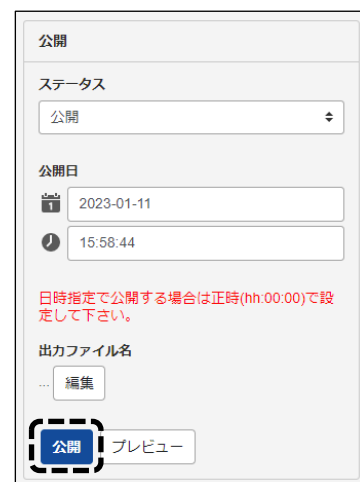 公開
ステータス
公開
公開日
2023-01-11
15:58:44
日時指定で公開する場合は正時(hh:00:00)で設
定して下さい。
出力ファイル名
... 編集
公開 プレビュー